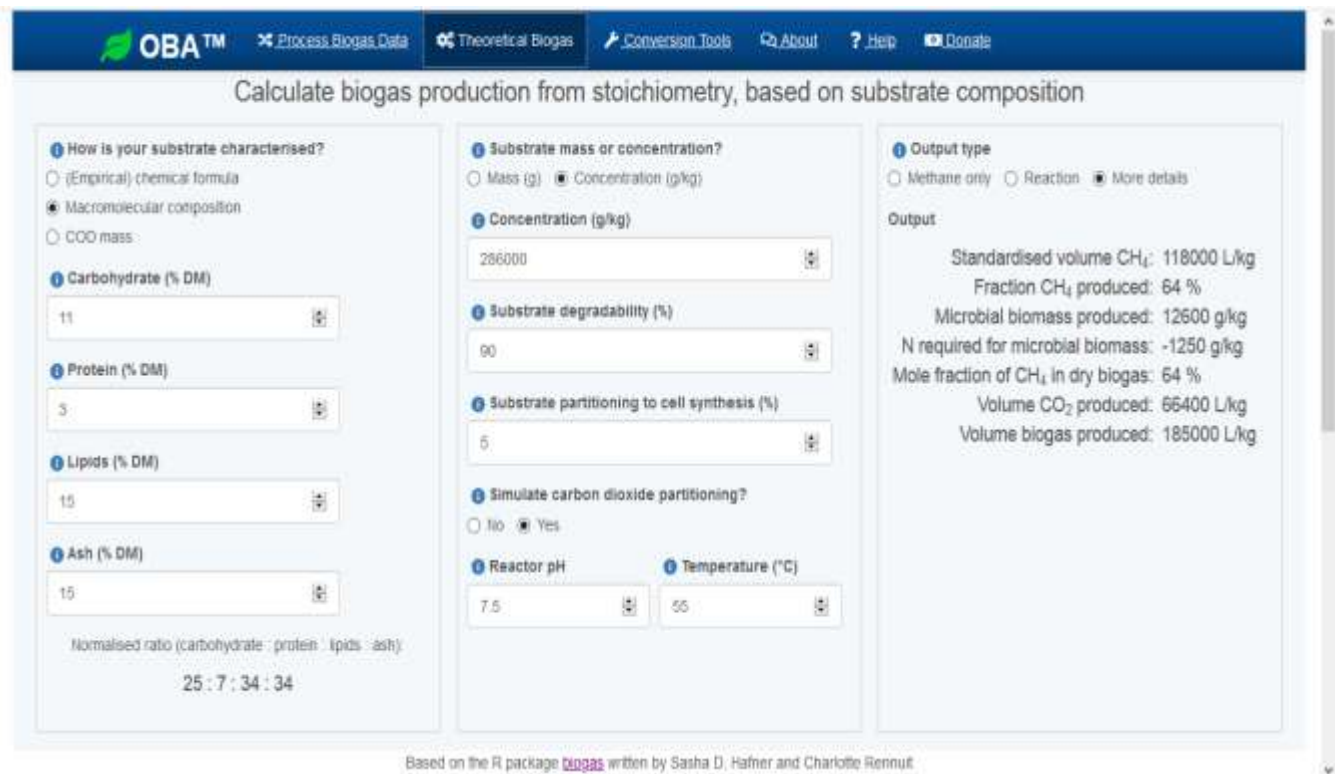 OBA™ Process Biogas Data Theoretical Biogas Conversion Tools About ? Help Donate
Calculate biogas production from stoichiometry, based on substrate composition
How is your substrate characterised?
(Empirical) chemical formula
Macromolecular composition
COD mass
Carbohydrate (% DM)
11
Protein (% DM)
3
Lipids (% DM)
15
Ash (% DM)
15
Normalised ratio (carbohydrate : protein : lipids : ash):
25 : 7 : 34 : 34
Substrate mass or concentration?
Mass (g) Concentration (g/kg)
Concentration (g/kg)
286000
Substrate degradability (%)
90
Substrate partitioning to cell synthesis (%)
5
Simulate carbon dioxide partitioning?
No Yes
Reactor pH Temperature (°C)
7.5 55
Output type
Methane only Reaction More details
Output
Standardised volume CH₄: 118000 L/kg
Fraction CH₄ produced: 64 %
Microbial biomass produced: 12600 g/kg
N required for microbial biomass: -1250 g/kg
Mole fraction of CH₄ in dry biogas: 64 %
Volume CO₂ produced: 66400 L/kg
Volume biogas produced: 185000 L/kg
Based on the R package biogas written by Sasha D. Hafner and Charlotte Rennuit